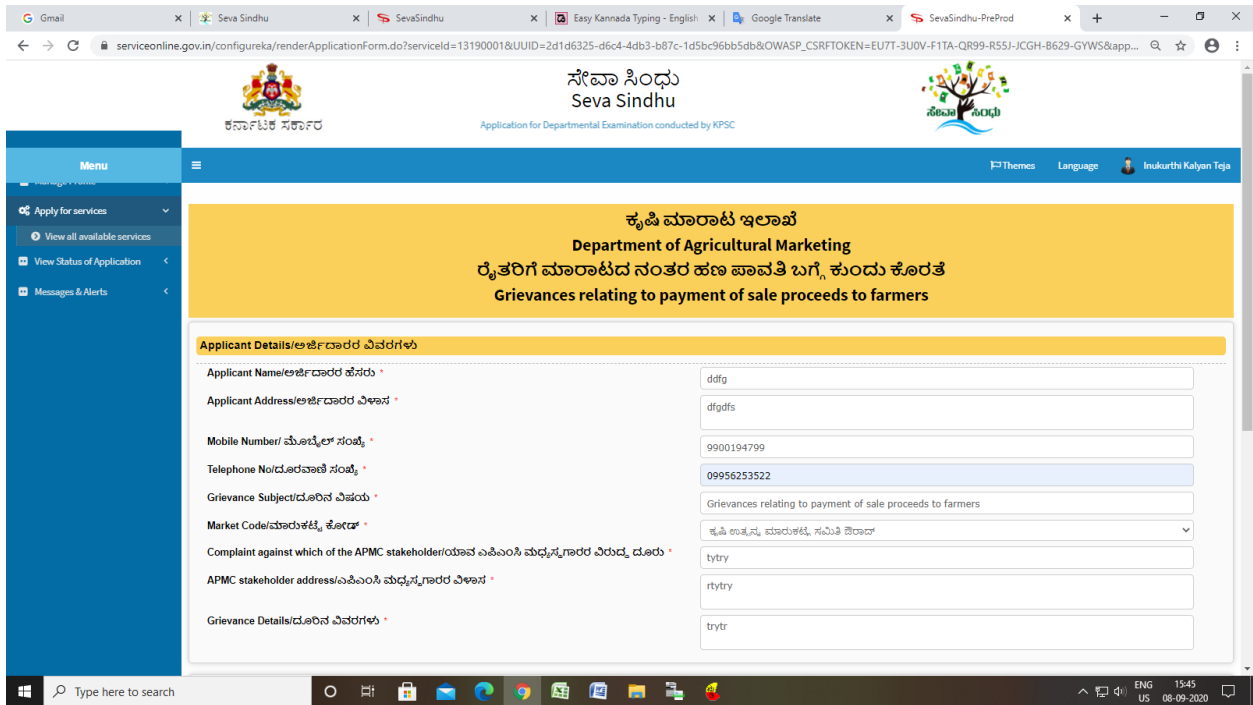 Gmail
Seva Sindhu
SevaSindhu
Easy Kannada Typing - English
Google Translate
SevaSindhu-PreProd
serviceonline.gov.in/configureka/renderApplicationForm.do?serviceId=13190001&UUID=2d1d6325-d6c4-4db3-b87c-1d5bc96bb5db&OWASP_CSRFTOKEN=EU7T-3U0V-F1TA-QR99-R55J-JCGH-B629-GYWS&app...
ಕರ್ನಾಟಕ ಸರ್ಕಾರ
ಸೇವಾ ಸಿಂಧು
Seva Sindhu
Application for Departmental Examination conducted by KPSC
ಸೇವಾ ಸಿಂಧು
Menu
Themes
Language
Inukurthi Kalyan Teja
Manage Profile
Apply for services
View all available services
View Status of Application
Messages & Alerts
ಕೃಷಿ ಮಾರಾಟ ಇಲಾಖೆ
Department of Agricultural Marketing
ರೈತರಿಗೆ ಮಾರಾಟದ ನಂತರ ಹಣ ಪಾವತಿ ಬಗ್ಗೆ ಕುಂದು ಕೊರತೆ
Grievances relating to payment of sale proceeds to farmers
Applicant Details/ಅರ್ಜಿದಾರರ ವಿವರಗಳು
Applicant Name/ಅರ್ಜಿದಾರರ ಹೆಸರು *
ddfg
Applicant Address/ಅರ್ಜಿದಾರರ ವಿಳಾಸ *
dfgdfs
Mobile Number/ ಮೊಬೈಲ್ ಸಂಖ್ಯೆ *
9900194799
Telephone No/ದೂರವಾಣಿ ಸಂಖ್ಯೆ *
09956253522
Grievance Subject/ದೂರಿನ ವಿಷಯ *
Grievances relating to payment of sale proceeds to farmers
Market Code/ಮಾರುಕಟ್ಟೆ ಕೋಡ್ *
ಕೃಷಿ ಉತ್ಪನ್ನ ಮಾರುಕಟ್ಟೆ ಸಮಿತಿ ಔರಾದ್
Complaint against which of the APMC stakeholder/ಯಾವ ಎಪಿಎಂಸಿ ಮಧ್ಯಸ್ಥಗಾರರ ವಿರುದ್ಧ ದೂರು *
tytry
APMC stakeholder address/ಎಪಿಎಂಸಿ ಮಧ್ಯಸ್ಥಗಾರರ ವಿಳಾಸ *
rtytry
Grievance Details/ದೂರಿನ ವಿವರಗಳು *
trytr
Type here to search
ENG
US
15:45
08-09-2020